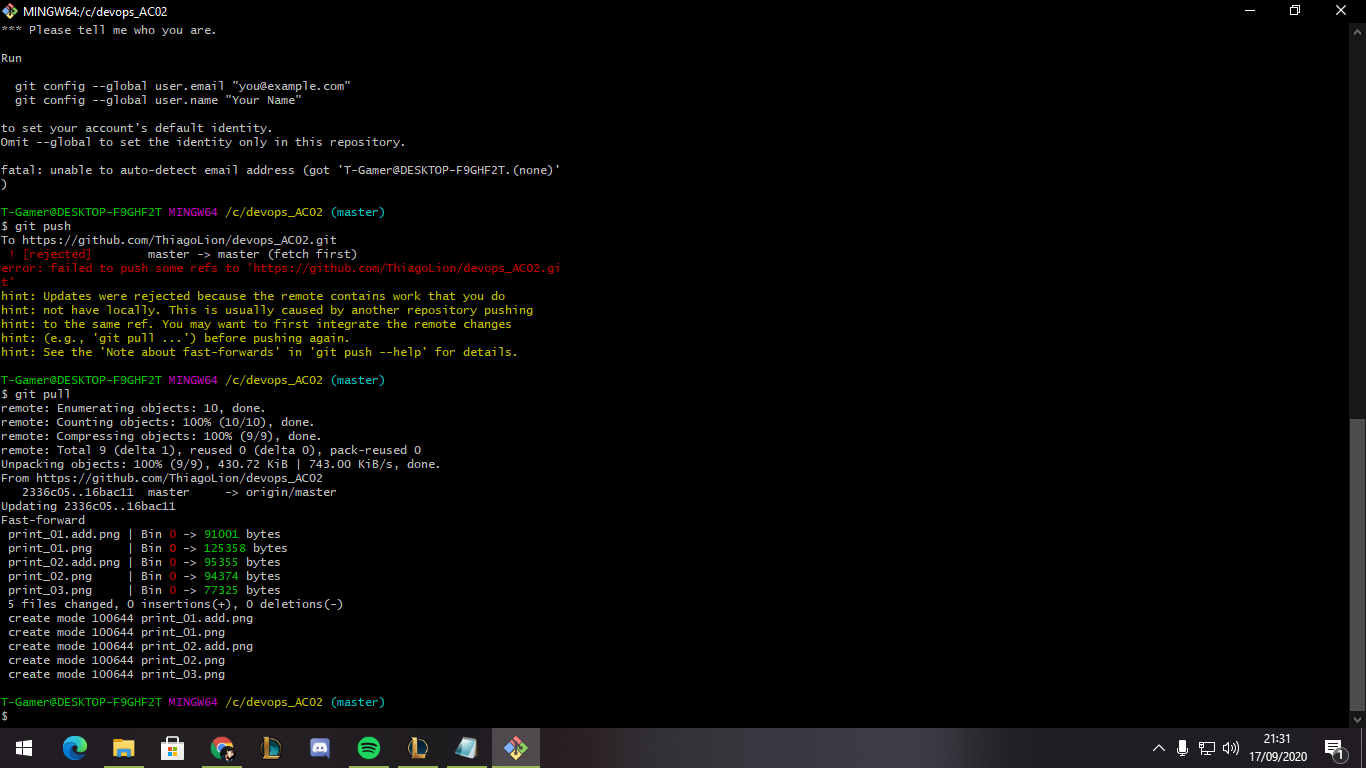 MINGW64:/c/devops_AC02
*** Please tell me who you are.
Run
git config --global user.email "you@example.com"
git config --global user.name "Your Name"
to set your account's default identity.
Omit --global to set the identity only in this repository.
fatal: unable to auto-detect email address (got 'T-Gamer@DESKTOP-F9GHF2T.(none)'
)
T-Gamer@DESKTOP-F9GHF2T MINGW64 /c/devops_AC02 (master)
$ git push
To https://github.com/ThiagoLion/devops_AC02.git
! [rejected]        master -> master (fetch first)
error: failed to push some refs to 'https://github.com/ThiagoLion/devops_AC02.gi
t'
hint: Updates were rejected because the remote contains work that you do
hint: not have locally. This is usually caused by another repository pushing
hint: to the same ref. You may want to first integrate the remote changes
hint: (e.g., 'git pull ...') before pushing again.
hint: See the 'Note about fast-forwards' in 'git push --help' for details.
T-Gamer@DESKTOP-F9GHF2T MINGW64 /c/devops_AC02 (master)
$ git pull
remote: Enumerating objects: 10, done.
remote: Counting objects: 100% (10/10), done.
remote: Compressing objects: 100% (9/9), done.
remote: Total 9 (delta 1), reused 0 (delta 0), pack-reused 0
Unpacking objects: 100% (9/9), 430.72 KiB | 743.00 KiB/s, done.
From https://github.com/ThiagoLion/devops_AC02
2336c05..16bac11  master     -> origin/master
Updating 2336c05..16bac11
Fast-forward
print_01.add.png | Bin 0 -> 91001 bytes
print_01.png     | Bin 0 -> 125358 bytes
print_02.add.png | Bin 0 -> 95355 bytes
print_02.png     | Bin 0 -> 94374 bytes
print_03.png     | Bin 0 -> 77325 bytes
5 files changed, 0 insertions(+), 0 deletions(-)
create mode 100644 print_01.add.png
create mode 100644 print_01.png
create mode 100644 print_02.add.png
create mode 100644 print_02.png
create mode 100644 print_03.png
T-Gamer@DESKTOP-F9GHF2T MINGW64 /c/devops_AC02 (master)
$
21:31
17/09/2020
1